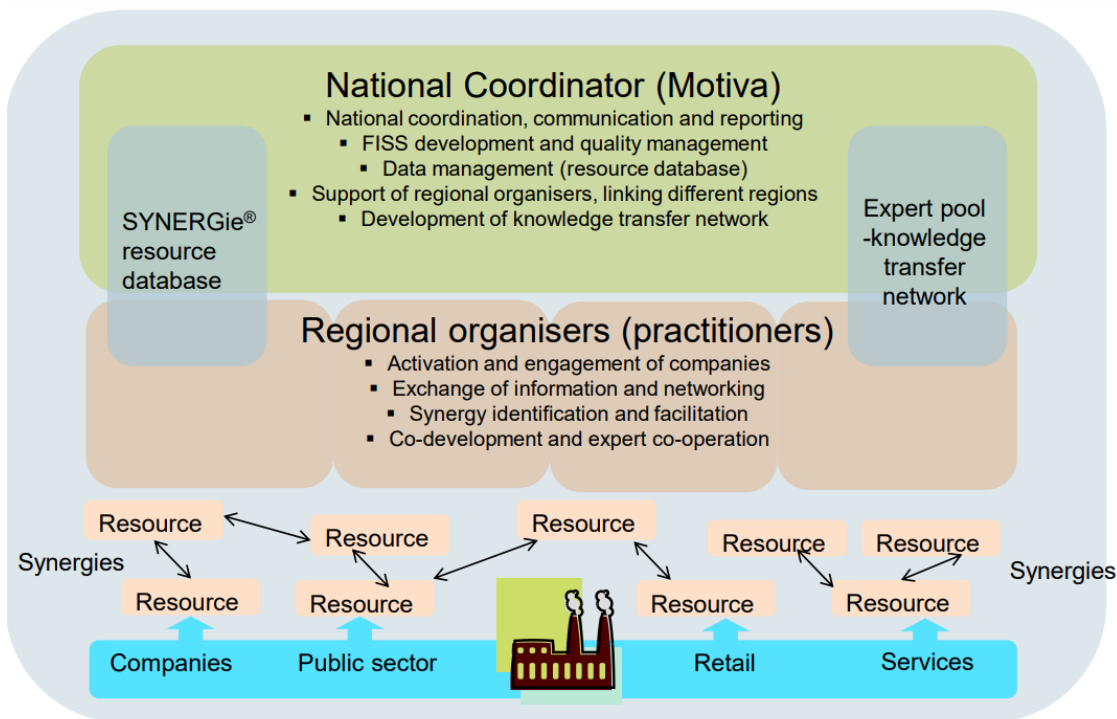 National Coordinator (Motiva)
▪ National coordination, communication and reporting
▪ FISS development and quality management
▪ Data management (resource database)
▪ Support of regional organisers, linking different regions
▪ Development of knowledge transfer network
SYNERGie®
resource
database
Expert pool
-knowledge
transfer
network
Regional organisers (practitioners)
▪ Activation and engagement of companies
▪ Exchange of information and networking
▪ Synergy identification and facilitation
▪ Co-development and expert co-operation
Resource
Resource
Resource
Resource
Resource
Synergies
Synergies
Resource
Resource
Resource
Resource
Companies
Public sector
Retail
Services